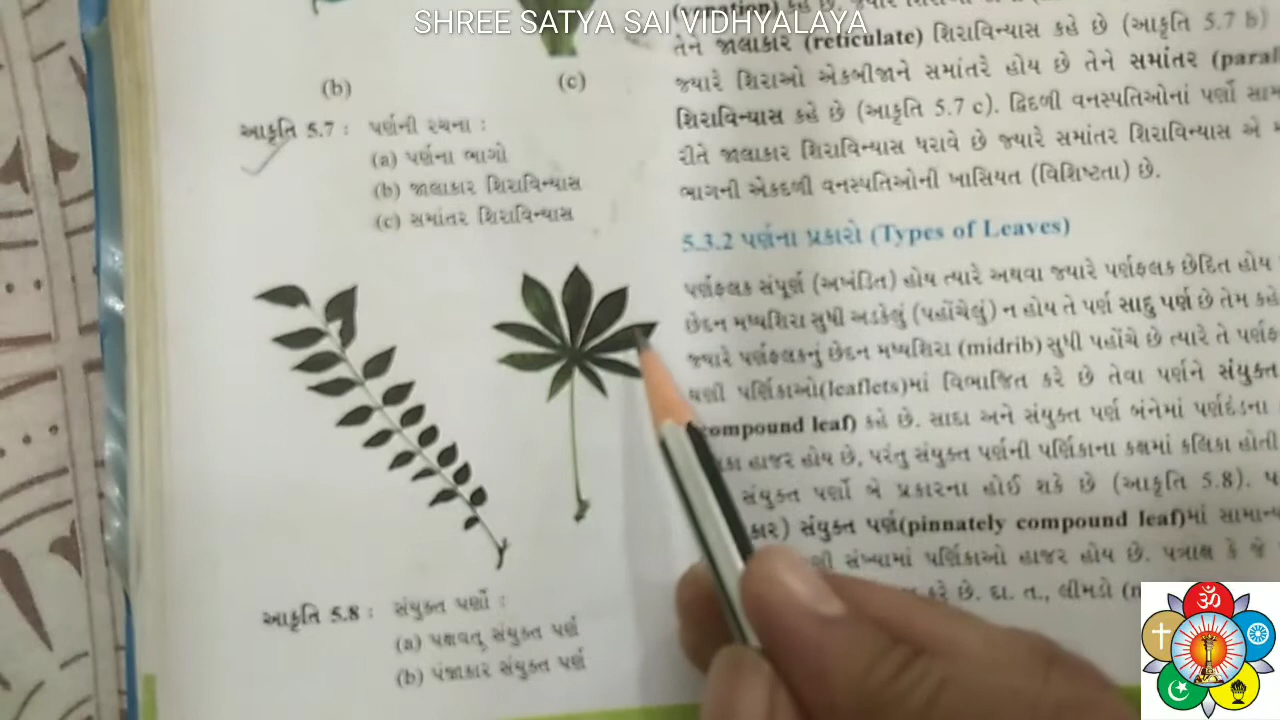 SHREE SATYA SAI VIDHYALAYA
(b)
(c)
આકૃતિ 5.7 : પર્ણની રચના :
(a) પર્ણના ભાગો
(b) જાલાકાર શિરાવિન્યાસ
(c) સમાંતર શિરાવિન્યાસ
આકૃતિ 5.8 : સંયુક્ત પર્ણો :
(a) પક્ષવત્ સંયુક્ત પર્ણ
(b) પંજાકાર સંયુક્ત પર્ણ
તેને જાલાકાર (reticulate) શિરાવિન્યાસ કહે છે (આકૃતિ 5.7 b)
જ્યારે શિરાઓ એકબીજાને સમાંતરે હોય છે તેને સમાંતર
શિરાવિન્યાસ કહે છે (આકૃતિ 5.7 c). દ્વિદળી વનસ્પતિઓનાં પર્ણો
રીતે જાલાકાર શિરાવિન્યાસ ધરાવે છે જ્યારે સમાંતર શિરાવિન્યાસ એ
ભાગની એકદળી વનસ્પતિઓની ખાસિયત (વિશિષ્ટતા) છે.
5.3.2 પર્ણના પ્રકારો (Types of Leaves)
પર્ણફલક સંપૂર્ણ (અખંડિત) હોય ત્યારે અથવા જ્યારે પર્ણફલક છેદિત હોય
છેદન મધ્યશિરા સુધી અડકેલું (પહોંચેલું) ન હોય તે પર્ણ સાદુ પર્ણ છે તેમ કહે
જ્યારે પર્ણફલકનું છેદન મધ્યશિરા (midrib) સુધી પહોંચે છે ત્યારે તે
ઘણી પર્ણિકાઓ(leaflets)માં વિભાજિત કરે છે તેવા પર્ણને સંયુક્ત
compound leaf) કહે છે. સાદા અને સંયુક્ત પર્ણ બંનેમાં પર્ણદંડના
હાજર હોય છે, પરંતુ સંયુક્ત પર્ણની પર્ણિકાના કક્ષમાં કલિકા હોતી
સંયુક્ત પર્ણો બે પ્રકારના હોઈ શકે છે (આકૃતિ 5.8).
સંયુક્ત પર્ણ(pinnately compound leaf)માં
સંખ્યામાં પર્ણિકાઓ હાજર હોય છે. પત્રાક્ષ કે જે
કરે છે. દા. ત., લીમડો